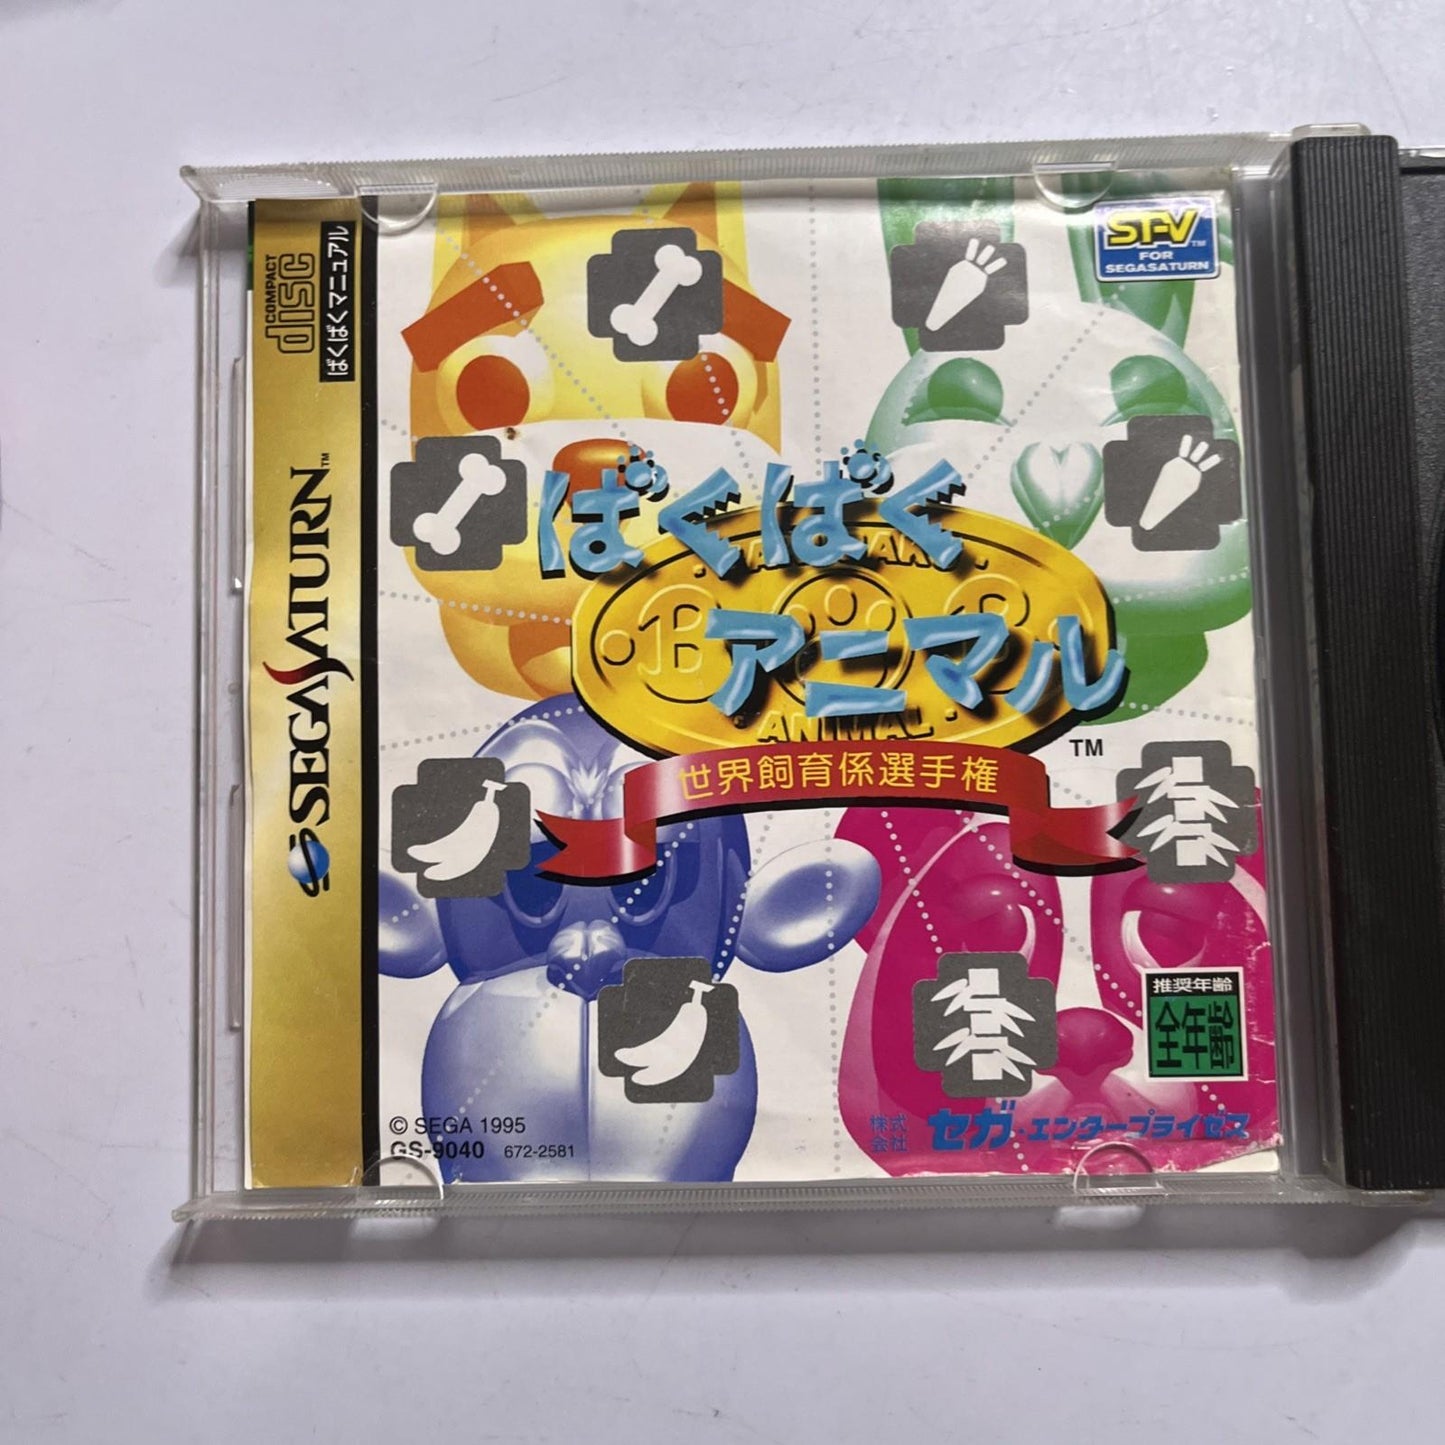 COMPACT
disc
ばくばくマニュアル
SEGA SATURN™
ST-V™
FOR
SEGASATURN
ばくばく
アニマル
B B
ANIMAL
世界飼育係選手権
TM
推奨年齢
全年齢
© SEGA 1995
GS-9040 672-2581
株式会社 セガ・エンタープライゼス